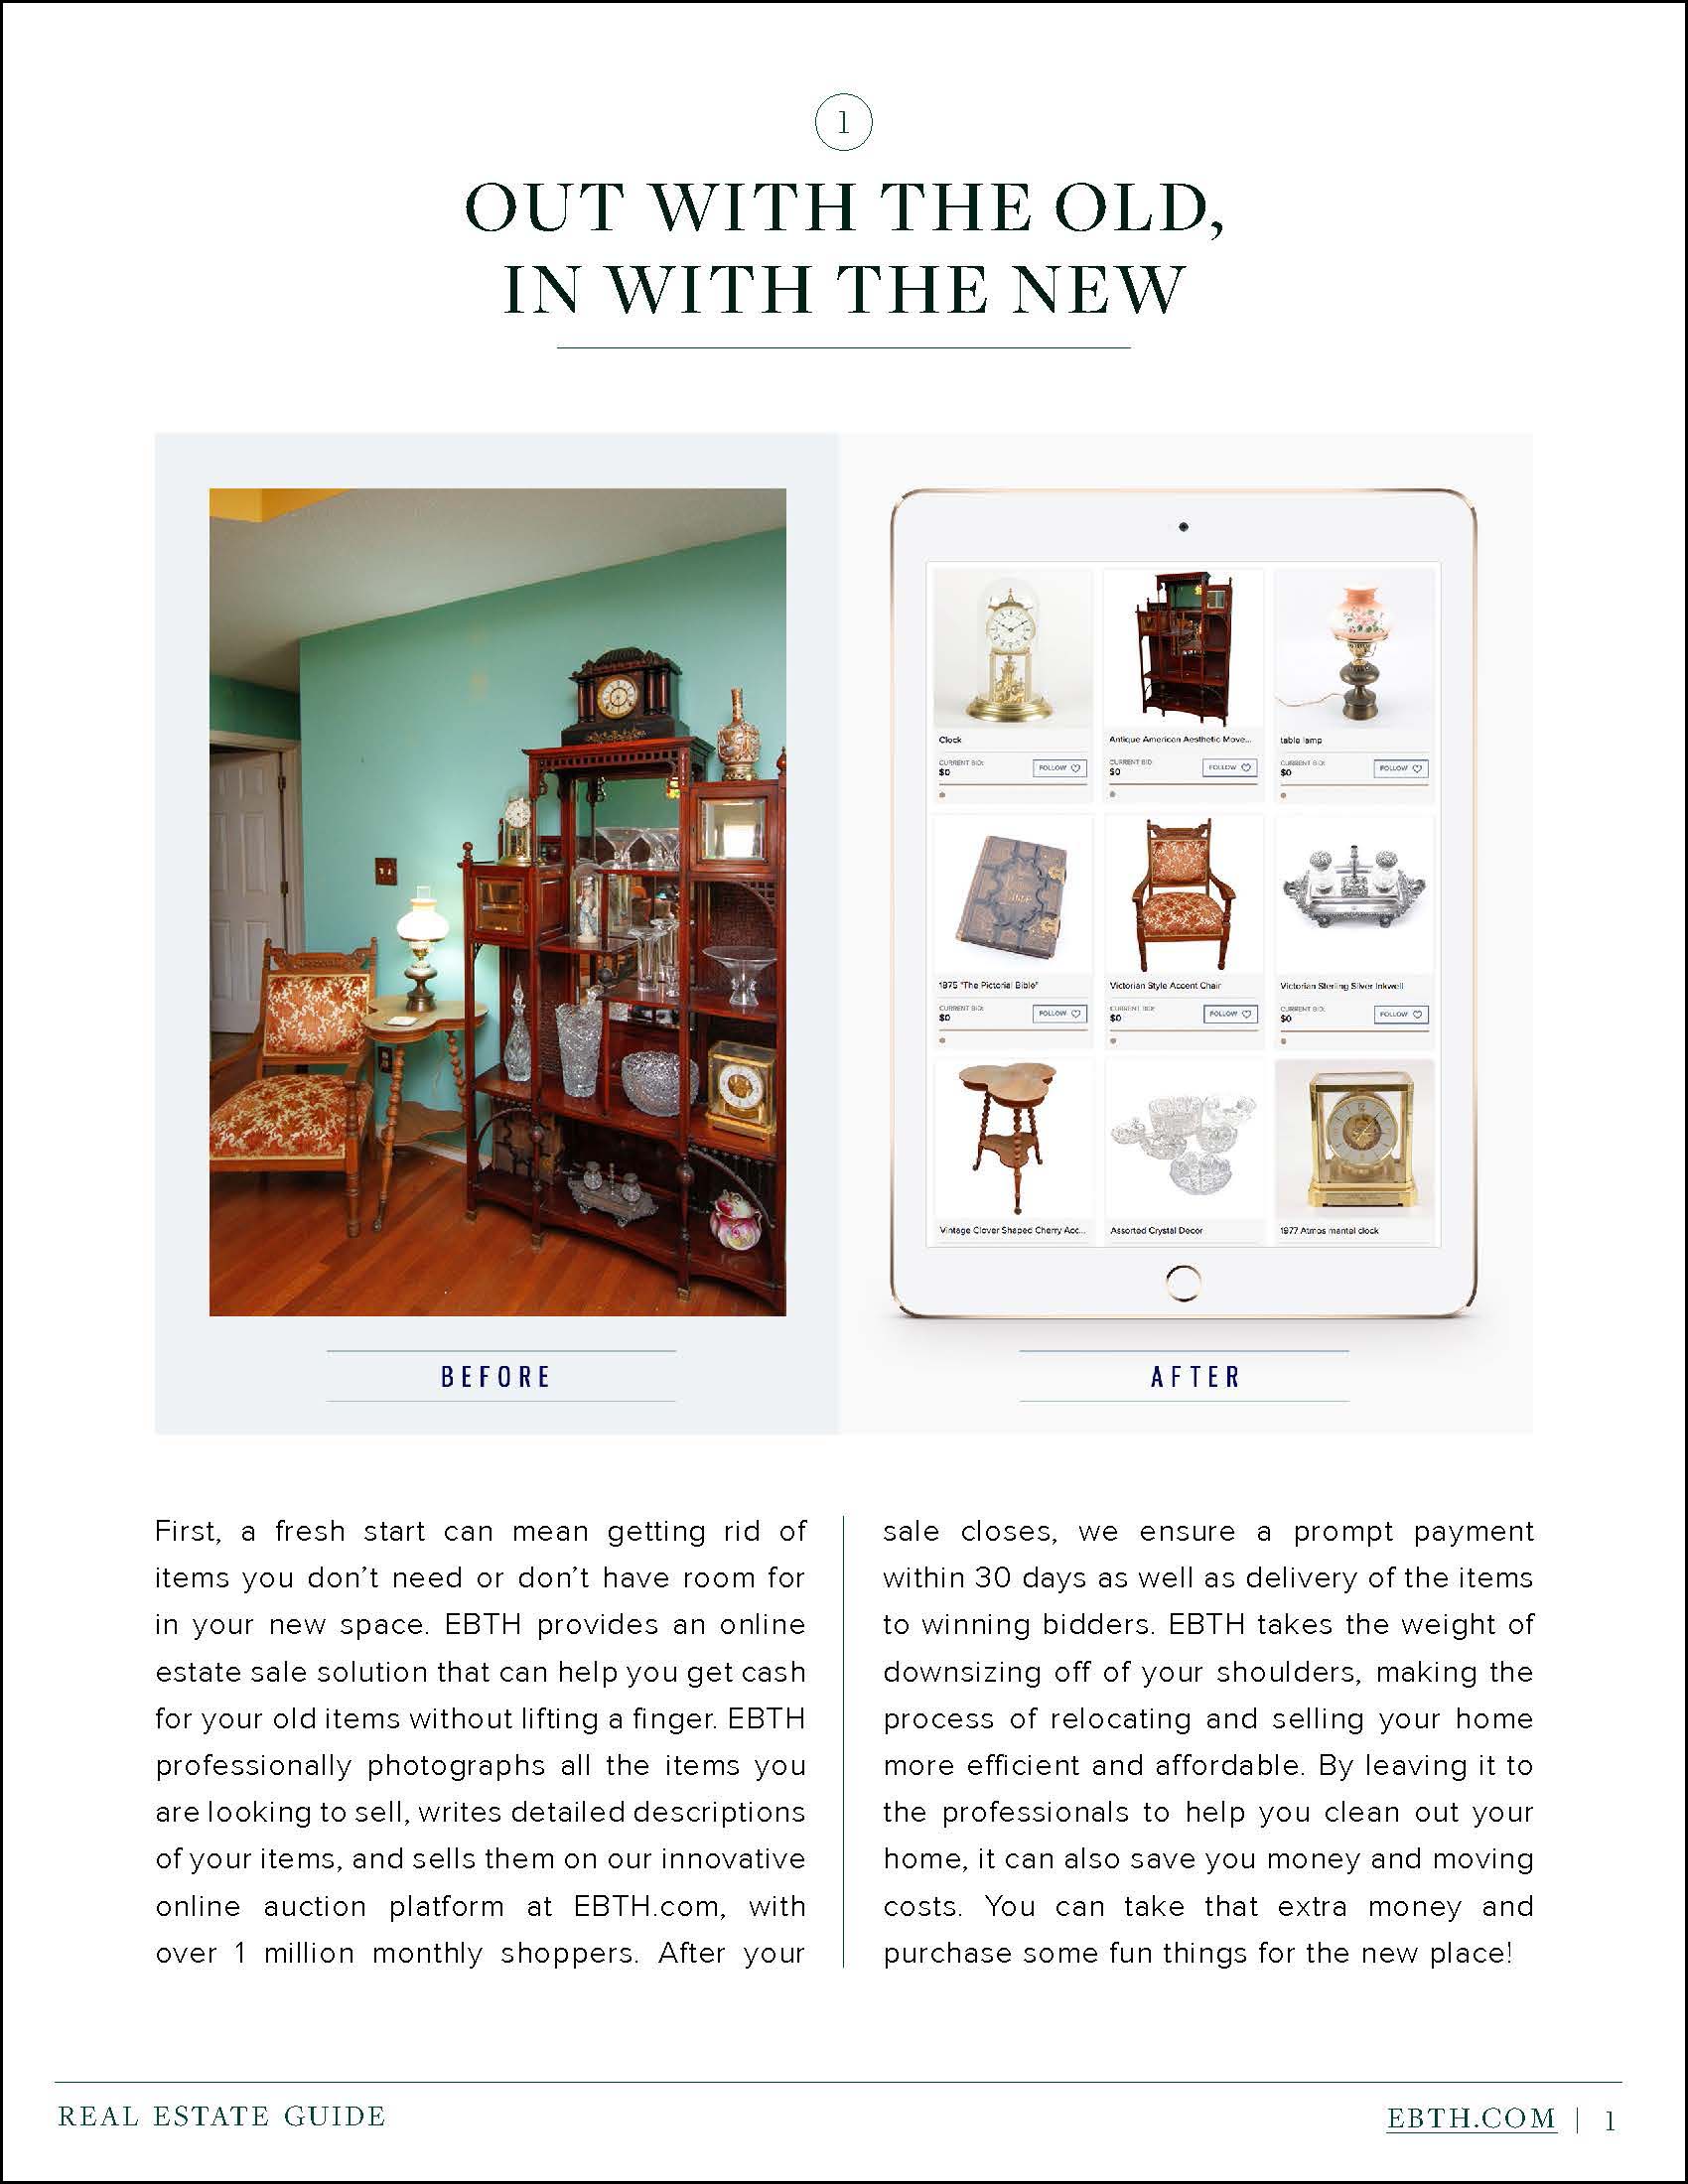 1
OUT WITH THE OLD,
IN WITH THE NEW
Clock
CURRENT BID:
$0
FOLLOW
Antique American Aesthetic Move...
CURRENT BID:
$0
FOLLOW
table lamp
CURRENT BID:
$0
FOLLOW
BIBLE
1875 "The Pictorial Bible"
CURRENT BID:
$0
FOLLOW
Victorian Style Accent Chair
CURRENT BID:
$0
FOLLOW
Victorian Sterling Silver Inkwell
CURRENT BID:
$0
FOLLOW
Vintage Clover Shaped Cherry Acc...
Assorted Crystal Decor
1977 Atmos mantel clock
BEFORE
AFTER
First, a fresh start can mean getting rid of
items you don't need or don't have room for
in your new space. EBTH provides an online
estate sale solution that can help you get cash
for your old items without lifting a finger. EBTH
professionally photographs all the items you
are looking to sell, writes detailed descriptions
of your items, and sells them on our innovative
online auction platform at EBTH.com, with
over 1 million monthly shoppers. After your
sale closes, we ensure a prompt payment
within 30 days as well as delivery of the items
to winning bidders. EBTH takes the weight of
downsizing off of your shoulders, making the
process of relocating and selling your home
more efficient and affordable. By leaving it to
the professionals to help you clean out your
home, it can also save you money and moving
costs. You can take that extra money and
purchase some fun things for the new place!
REAL ESTATE GUIDE
EBTH.COM | 1